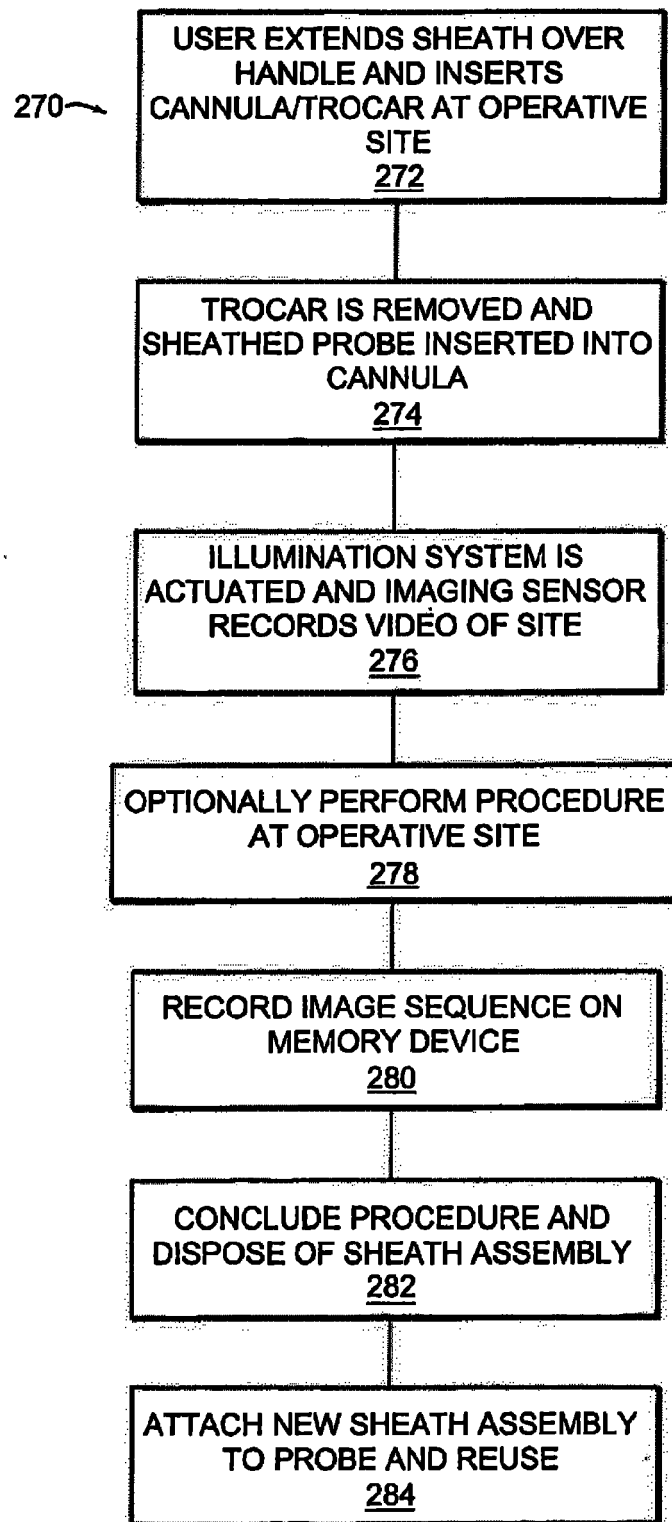 270
USER EXTENDS SHEATH OVER
HANDLE AND INSERTS
CANNULA/TROCAR AT OPERATIVE
SITE
272
TROCAR IS REMOVED AND
SHEATHED PROBE INSERTED INTO
CANNULA
274
ILLUMINATION SYSTEM IS
ACTUATED AND IMAGING SENSOR
RECORDS VIDEO OF SITE
276
OPTIONALLY PERFORM PROCEDURE
AT OPERATIVE SITE
278
RECORD IMAGE SEQUENCE ON
MEMORY DEVICE
280
CONCLUDE PROCEDURE AND
DISPOSE OF SHEATH ASSEMBLY
282
ATTACH NEW SHEATH ASSEMBLY
TO PROBE AND REUSE
284